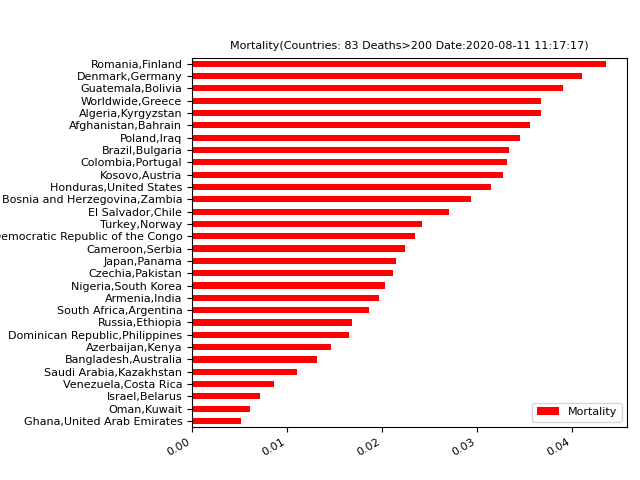 Mortality(Countries: 83 Deaths>200 Date:2020-08-11 11:17:17)
Romania,Finland
Denmark,Germany
Guatemala,Bolivia
Worldwide,Greece
Algeria,Kyrgyzstan
Afghanistan,Bahrain
Poland,Iraq
Brazil,Bulgaria
Colombia,Portugal
Kosovo,Austria
Honduras,United States
Bosnia and Herzegovina,Zambia
El Salvador,Chile
Turkey,Norway
Democratic Republic of the Congo
Cameroon,Serbia
Japan,Panama
Czechia,Pakistan
Nigeria,South Korea
Armenia,India
South Africa,Argentina
Russia,Ethiopia
Dominican Republic,Philippines
Azerbaijan,Kenya
Bangladesh,Australia
Saudi Arabia,Kazakhstan
Venezuela,Costa Rica
Israel,Belarus
Oman,Kuwait
Ghana,United Arab Emirates
Mortality
0.00 0.01 0.02 0.03 0.04